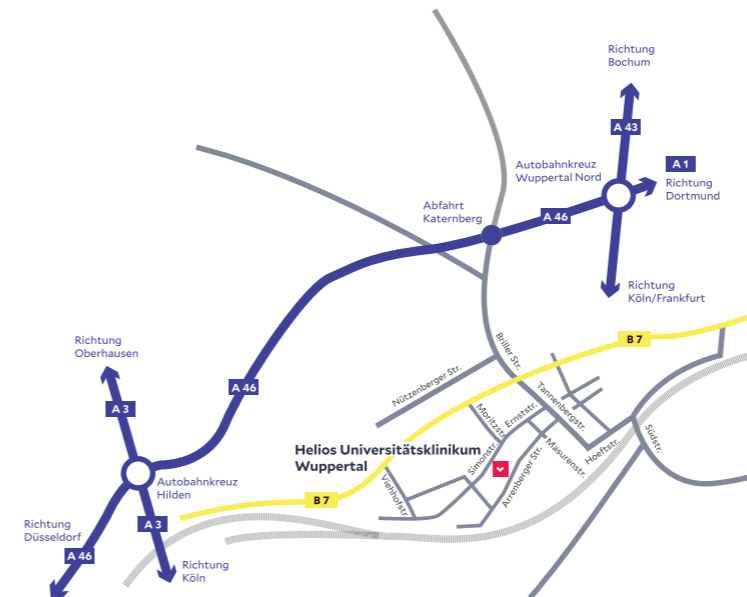 Richtung
Bochum
A 43
Autobahnkreuz
Wuppertal Nord
A 1
Richtung
Dortmund
Abfahrt
Katernberg
A 46
Richtung
Köln/Frankfurt
B 7
Richtung
Oberhausen
Briller Str.
Nützenberger Str.
A 46
A 3
Tannenbergstr.
Moritzstr.
Ernststr.
Hoeftstr.
Südstr.
Masurenstr.
Helios Universitätsklinikum
Wuppertal
Simonstr.
Arrenberger Str.
Viehhofstr.
Autobahnkreuz
Hilden
B 7
A 3
Richtung
Düsseldorf
A 46
Richtung
Köln